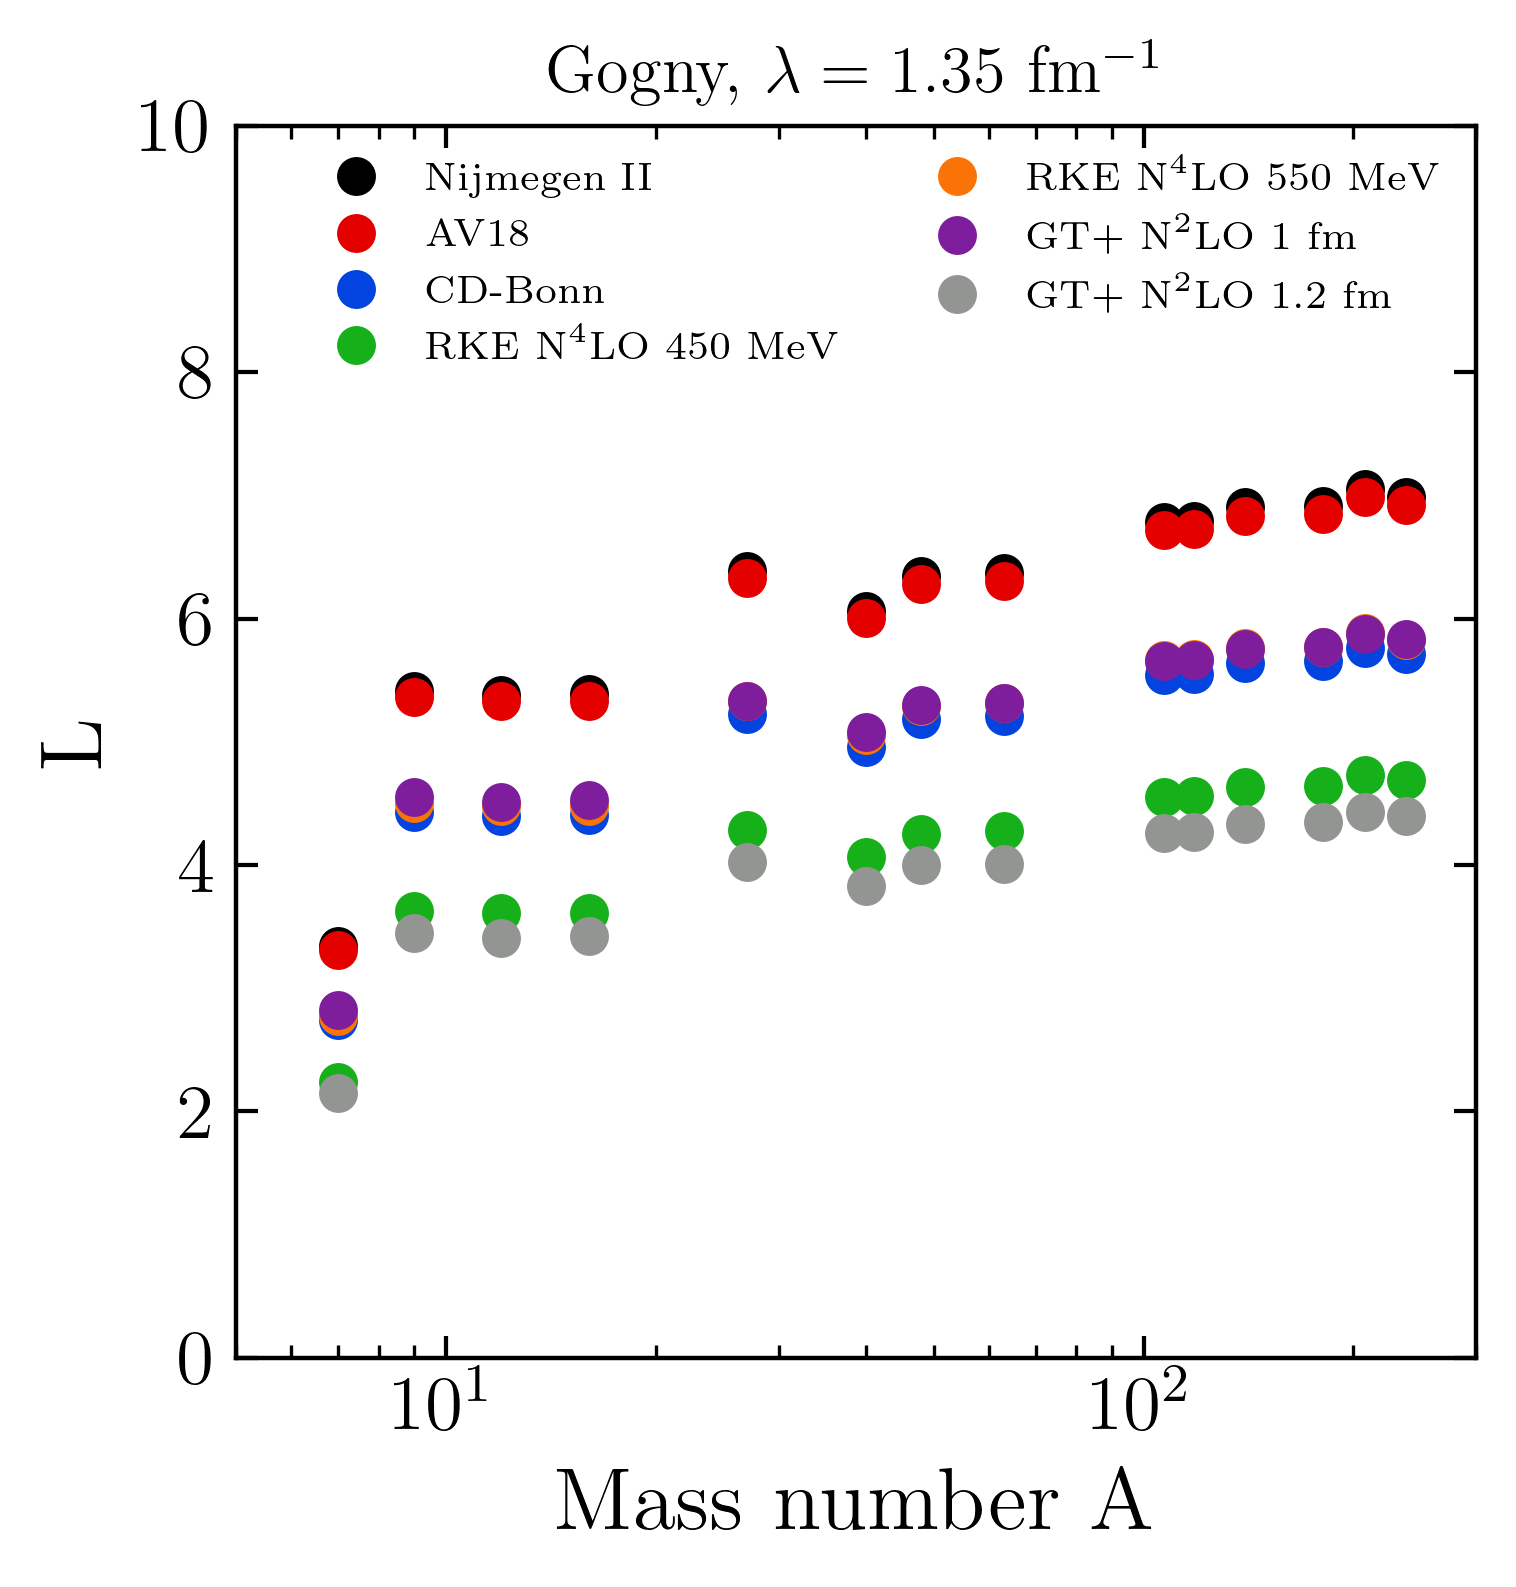 Gogny, λ = 1.35 fm⁻¹
10
8
6
4
2
0
L
Nijmegen II
AV18
CD-Bonn
RKE N⁴LO 450 MeV
RKE N⁴LO 550 MeV
GT+ N²LO 1 fm
GT+ N²LO 1.2 fm
10¹
10²
Mass number A